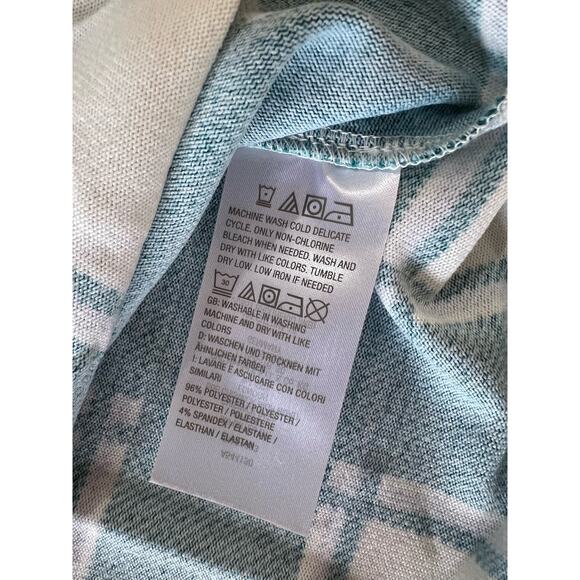 MACHINE WASH COLD DELICATE
CYCLE. ONLY NON-CHLORINE
BLEACH WHEN NEEDED. WASH AND
DRY WITH LIKE COLORS. TUMBLE
DRY LOW. LOW IRON IF NEEDED
30
GB: WASHABLE IN WASHING
MACHINE AND DRY WITH LIKE
COLORS
D: WASCHEN UND TROCKNEN MIT
ÄHNLICHEN FARBEN
I: LAVARE E ASCIUGARE CON COLORI
SIMILARI
96% POLYESTER / POLYESTER /
POLYESTER / POLIESTERE
4% SPANDEX / ELASTANE /
ELASTHAN / ELASTAN